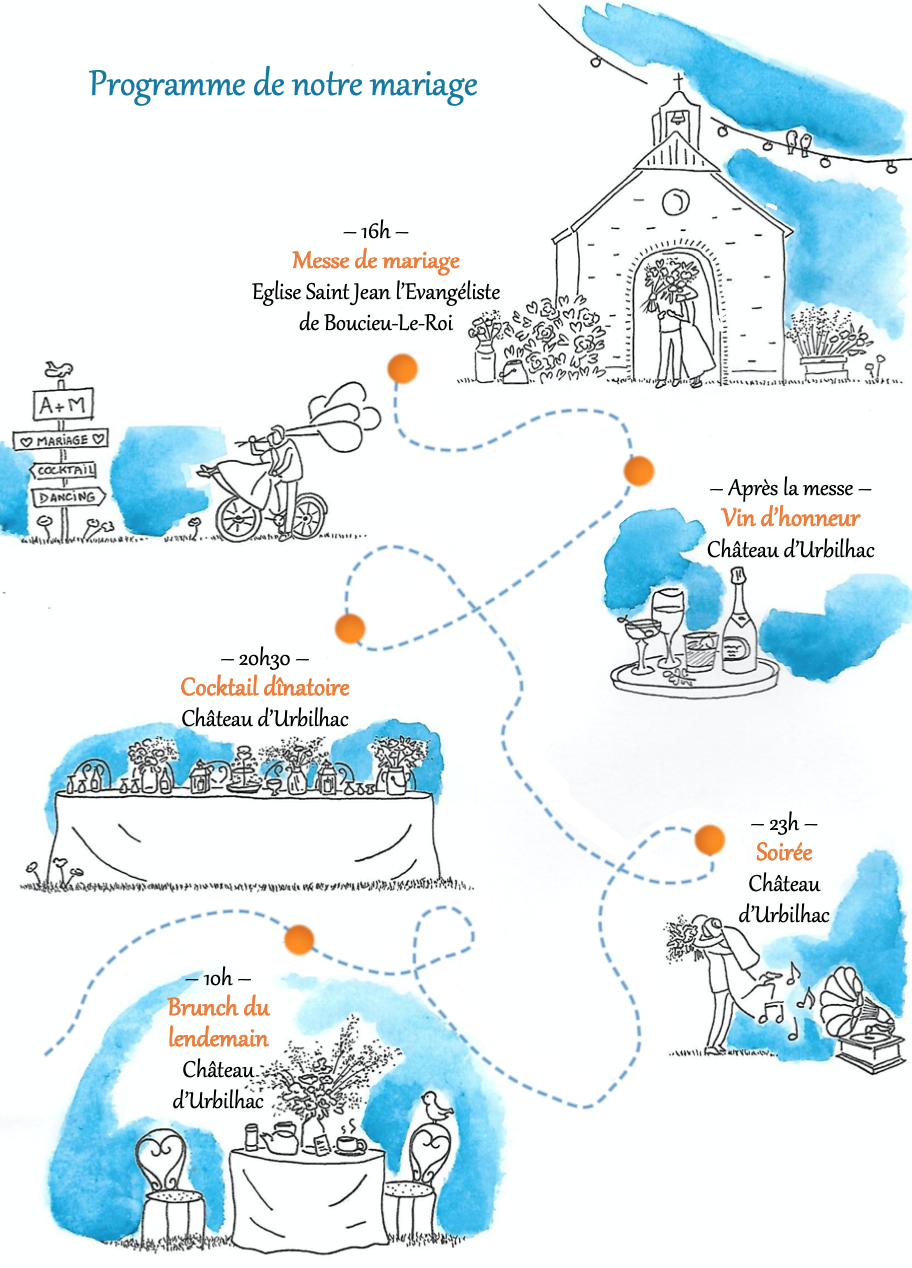 Programme de notre mariage
– 16h –
Messe de mariage
Eglise Saint Jean l'Evangéliste
de Boucieu-Le-Roi
A+M
♡ MARIAGE ♡
COCKTAIL
DANCING
– Après la messe –
Vin d'honneur
Château d'Urbilhac
– 20h30 –
Cocktail dînatoire
Château d'Urbilhac
– 23h –
Soirée
Château
d'Urbilhac
– 10h –
Brunch du
lendemain
Château
d'Urbilhac